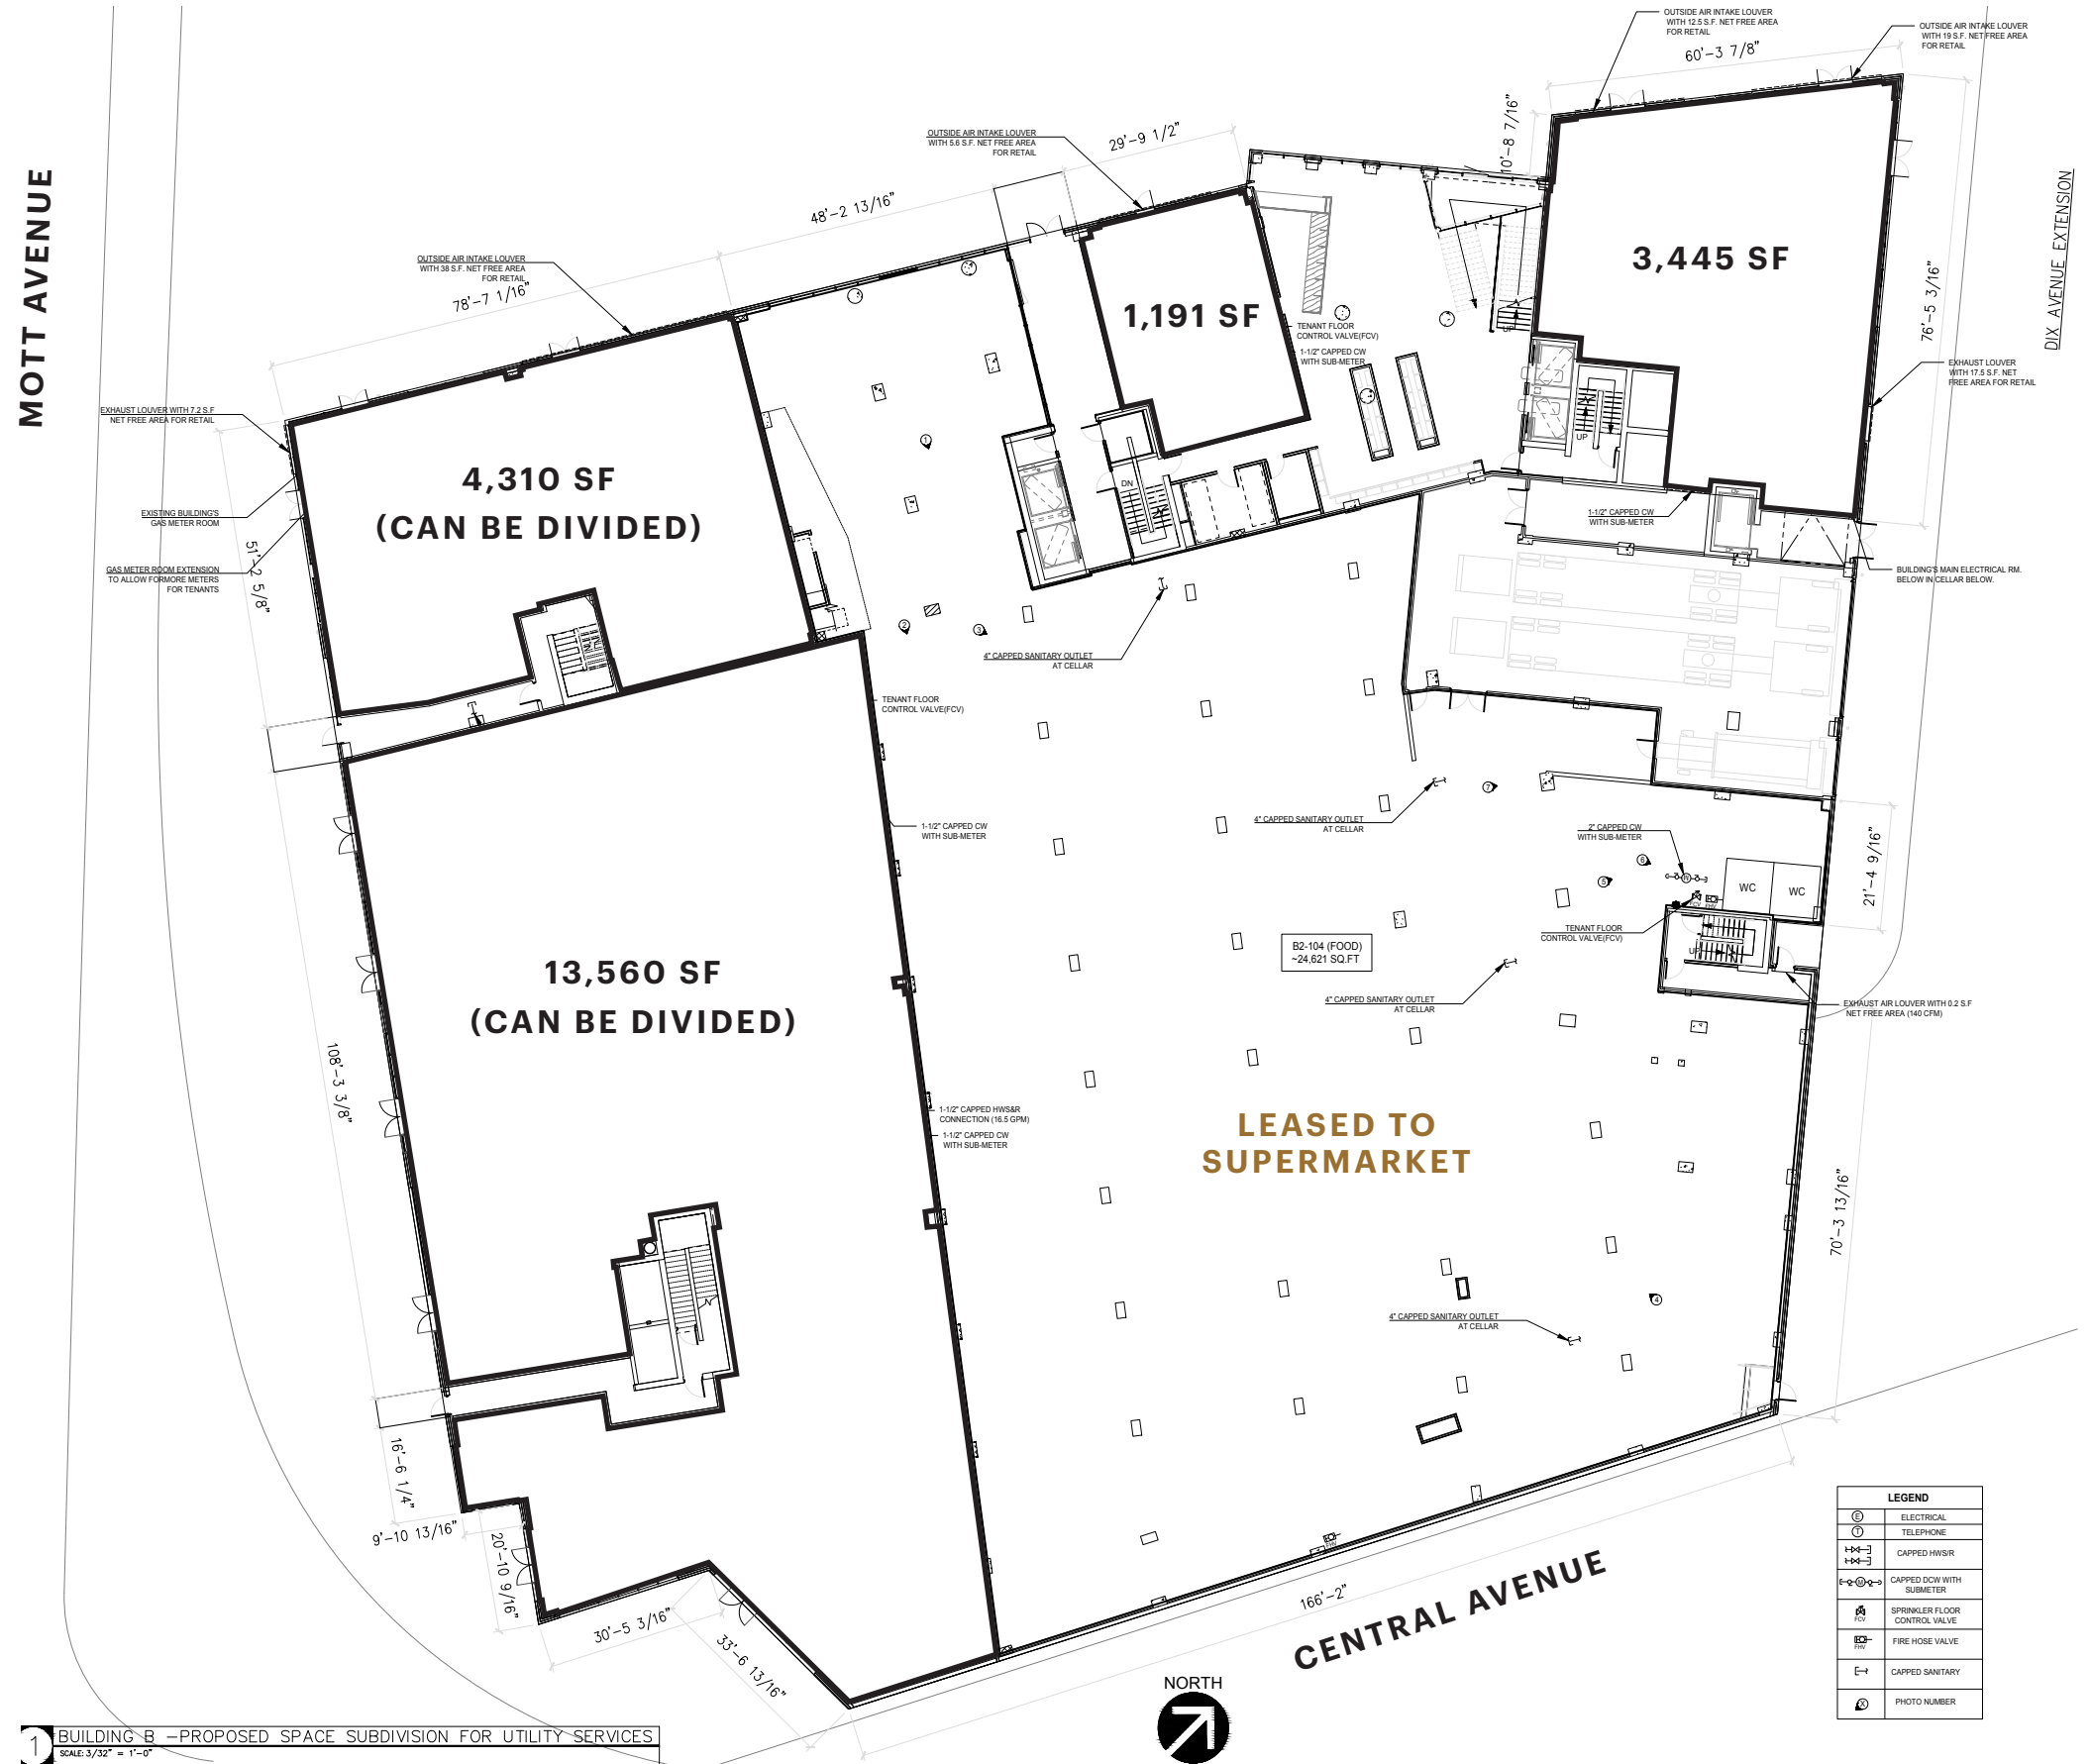 OUTSIDE AIR INTAKE LOUVER
WITH 12.5 S.F. NET FREE AREA
FOR RETAIL
OUTSIDE AIR INTAKE LOUVER
WITH 19 S.F. NET FREE AREA
FOR RETAIL
60'-3 7/8"
10'-8 7/16"
OUTSIDE AIR INTAKE LOUVER
WITH 5.6 S.F. NET FREE AREA
FOR RETAIL
29'-9 1/2"
48'-2 13/16"
MOTT AVENUE
DIX AVENUE EXTENSION
OUTSIDE AIR INTAKE LOUVER
WITH 38 S.F. NET FREE AREA
FOR RETAIL
78'-7 1/16"
3,445 SF
1,191 SF
76'-5 3/16"
TENANT FLOOR
CONTROL VALVE(FCV)
1-1/2" CAPPED CW
WITH SUB-METER
UP
EXHAUST LOUVER
WITH 17.5 S.F. NET
FREE AREA FOR RETAIL
EXHAUST LOUVER WITH 7.2 S.F
NET FREE AREA FOR RETAIL
UP
1
4,310 SF
(CAN BE DIVIDED)
DN
EXISTING BUILDING'S
GAS METER ROOM
1-1/2" CAPPED CW
WITH SUB-METER
51'-2 5/8"
GAS METER ROOM EXTENSION
TO ALLOW FORMORE METERS
FOR TENANTS
BUILDING'S MAIN ELECTRICAL RM.
BELOW IN CELLAR BELOW.
2
3
4" CAPPED SANITARY OUTLET
AT CELLAR
TENANT FLOOR
CONTROL VALVE(FCV)
7
4" CAPPED SANITARY OUTLET
AT CELLAR
1-1/2" CAPPED CW
WITH SUB-METER
2" CAPPED CW
WITH SUB-METER
21'-4 9/16"
6
5
M
WC
WC
FCV
FHV
TENANT FLOOR
CONTROL VALVE(FCV)
UP
B2-104 (FOOD)
~24,621 SQ.FT
13,560 SF
(CAN BE DIVIDED)
4" CAPPED SANITARY OUTLET
AT CELLAR
EXHAUST AIR LOUVER WITH 0.2 S.F
NET FREE AREA (140 CFM)
108'-3 3/8"
1-1/2" CAPPED HWS&R
CONNECTION (16.5 GPM)
1-1/2" CAPPED CW
WITH SUB-METER
LEASED TO
SUPERMARKET
70'-3 13/16"
4
4" CAPPED SANITARY OUTLET
AT CELLAR
16'-6 1/4"
9'-10 13/16"
20'-10 9/16"
30'-5 3/16"
33'-6 13/16"
FHV
166'-2"
CENTRAL AVENUE
NORTH
LEGEND
E ELECTRICAL
T TELEPHONE
CAPPED HWS/R
M CAPPED DCW WITH
SUBMETER
FCV SPRINKLER FLOOR
CONTROL VALVE
FHV FIRE HOSE VALVE
CAPPED SANITARY
X PHOTO NUMBER
1 BUILDING B -PROPOSED SPACE SUBDIVISION FOR UTILITY SERVICES
SCALE: 3/32" = 1'-0"